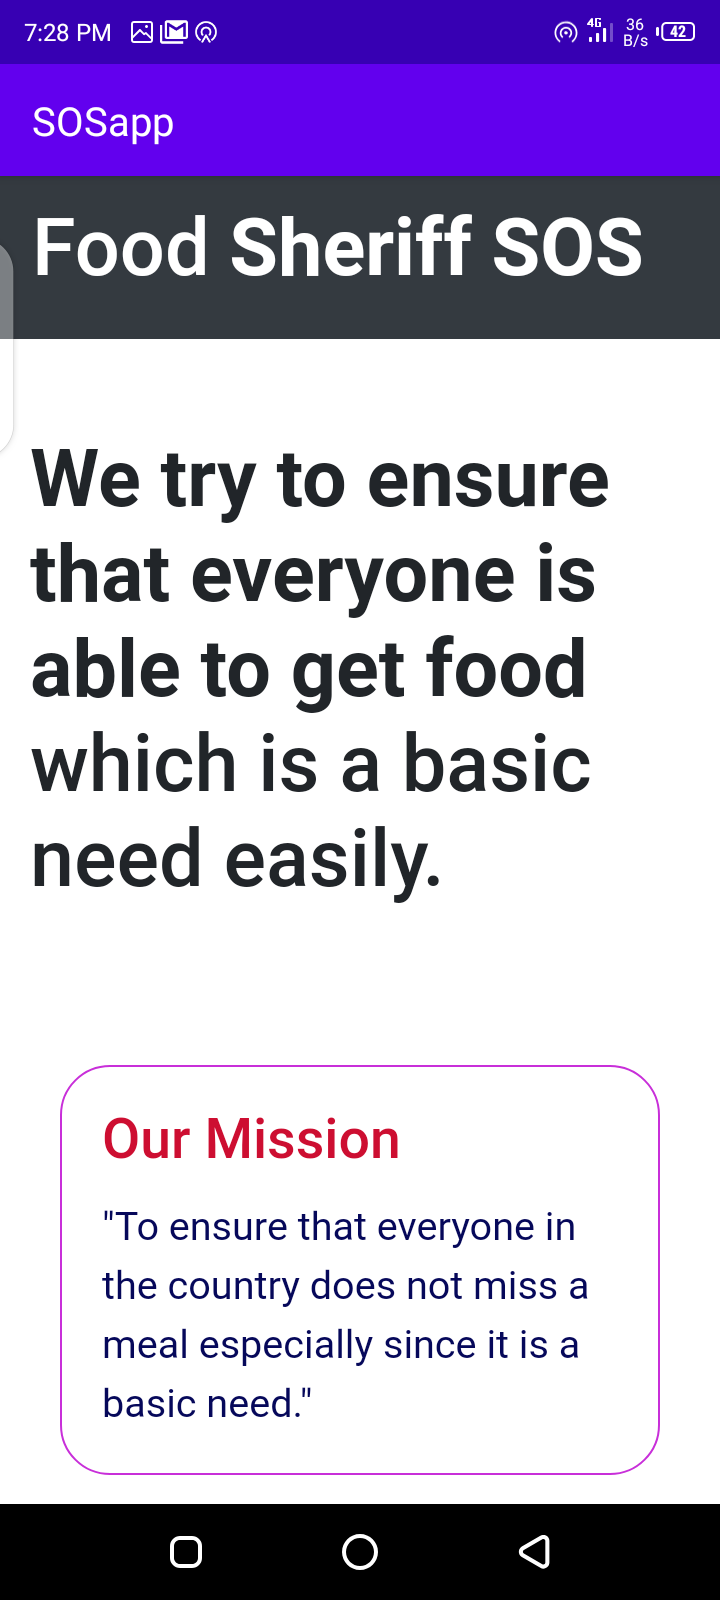 7:28 PM
4G
36
B/s
42
SOSapp
Food Sheriff SOS
We try to ensure
that everyone is
able to get food
which is a basic
need easily.
Our Mission
"To ensure that everyone in
the country does not miss a
meal especially since it is a
basic need."